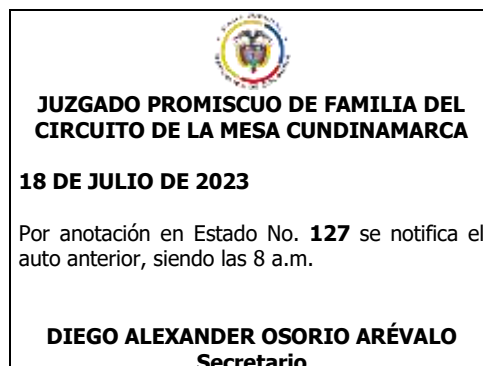 JUZGADO PROMISCUO DE FAMILIA DEL
CIRCUITO DE LA MESA CUNDINAMARCA
18 DE JULIO DE 2023
Por anotación en Estado No. 127 se notifica el
auto anterior, siendo las 8 a.m.
DIEGO ALEXANDER OSORIO ARÉVALO
Secretario